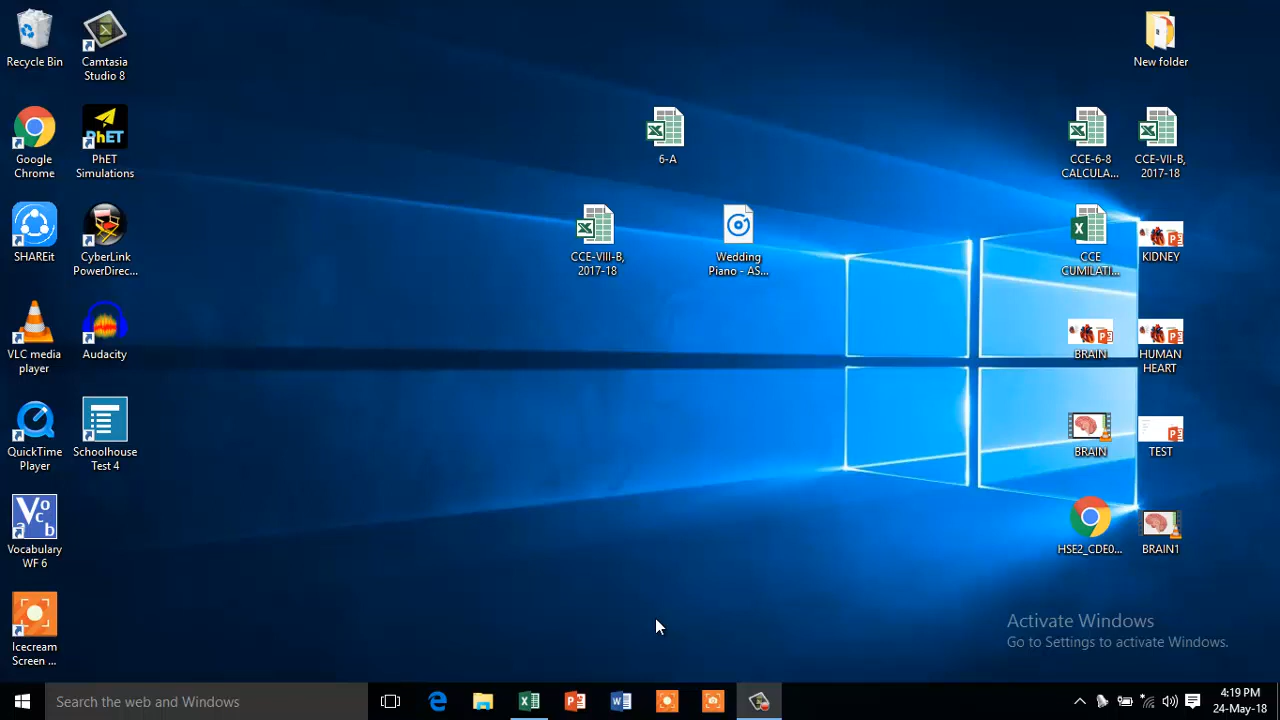 Recycle Bin
Camtasia
Studio 8
New folder
Google
Chrome
PhET
PhET
Simulations
6-A
CCE-6-8
CALCULA...
CCE-VII-B,
2017-18
SHAREit
CyberLink
PowerDirec...
CCE-VIII-B,
2017-18
Wedding
Piano - AS...
CCE
CUMILATI...
KIDNEY
VLC media
player
Audacity
BRAIN
HUMAN
HEART
QuickTime
Player
Schoolhouse
Test 4
BRAIN
TEST
Voc
a b
Vocabulary
WF 6
HSE2_CDE0...
BRAIN1
Icecream
Screen ...
Activate Windows
Go to Settings to activate Windows.
Search the web and Windows
4:19 PM
24-May-18